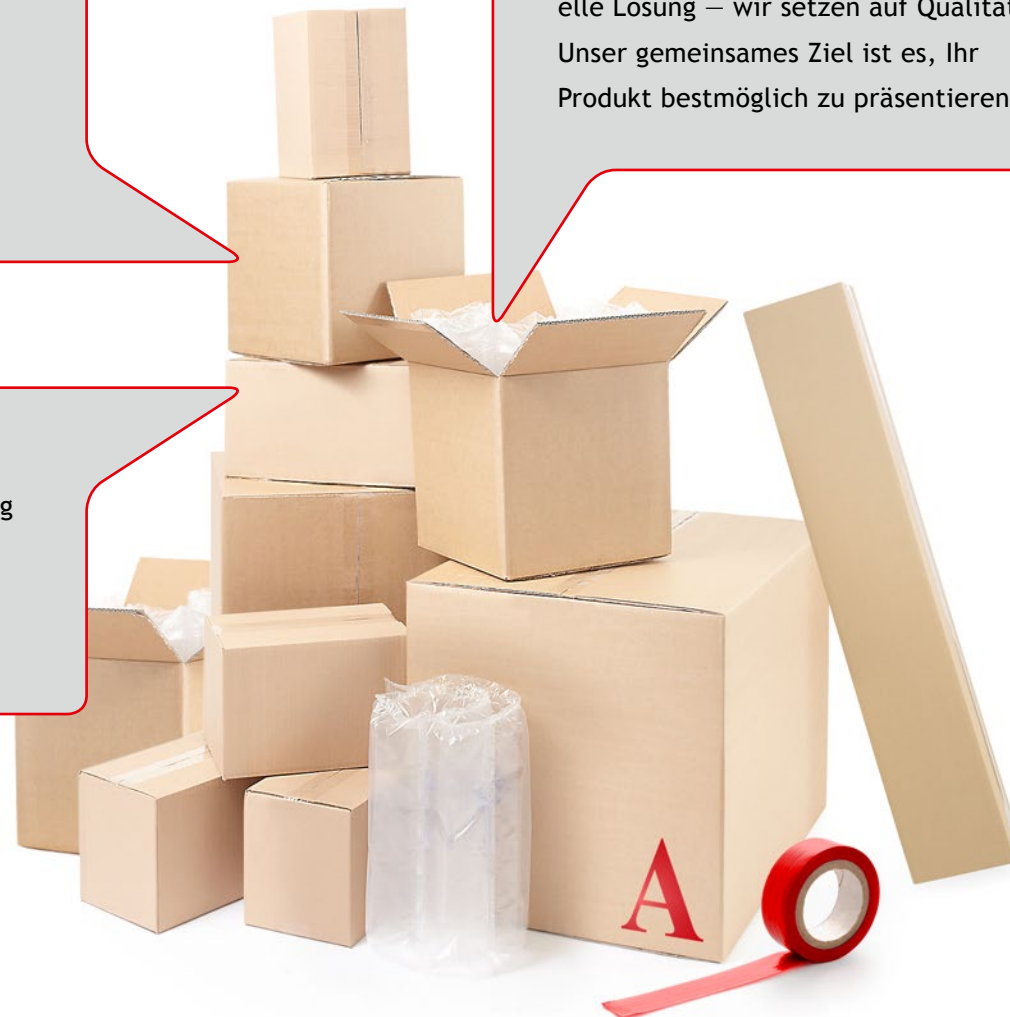 elle Lösung — wir setzen auf Qualität
Unser gemeinsames Ziel ist es, Ihr
Produkt bestmöglich zu präsentieren
g
A